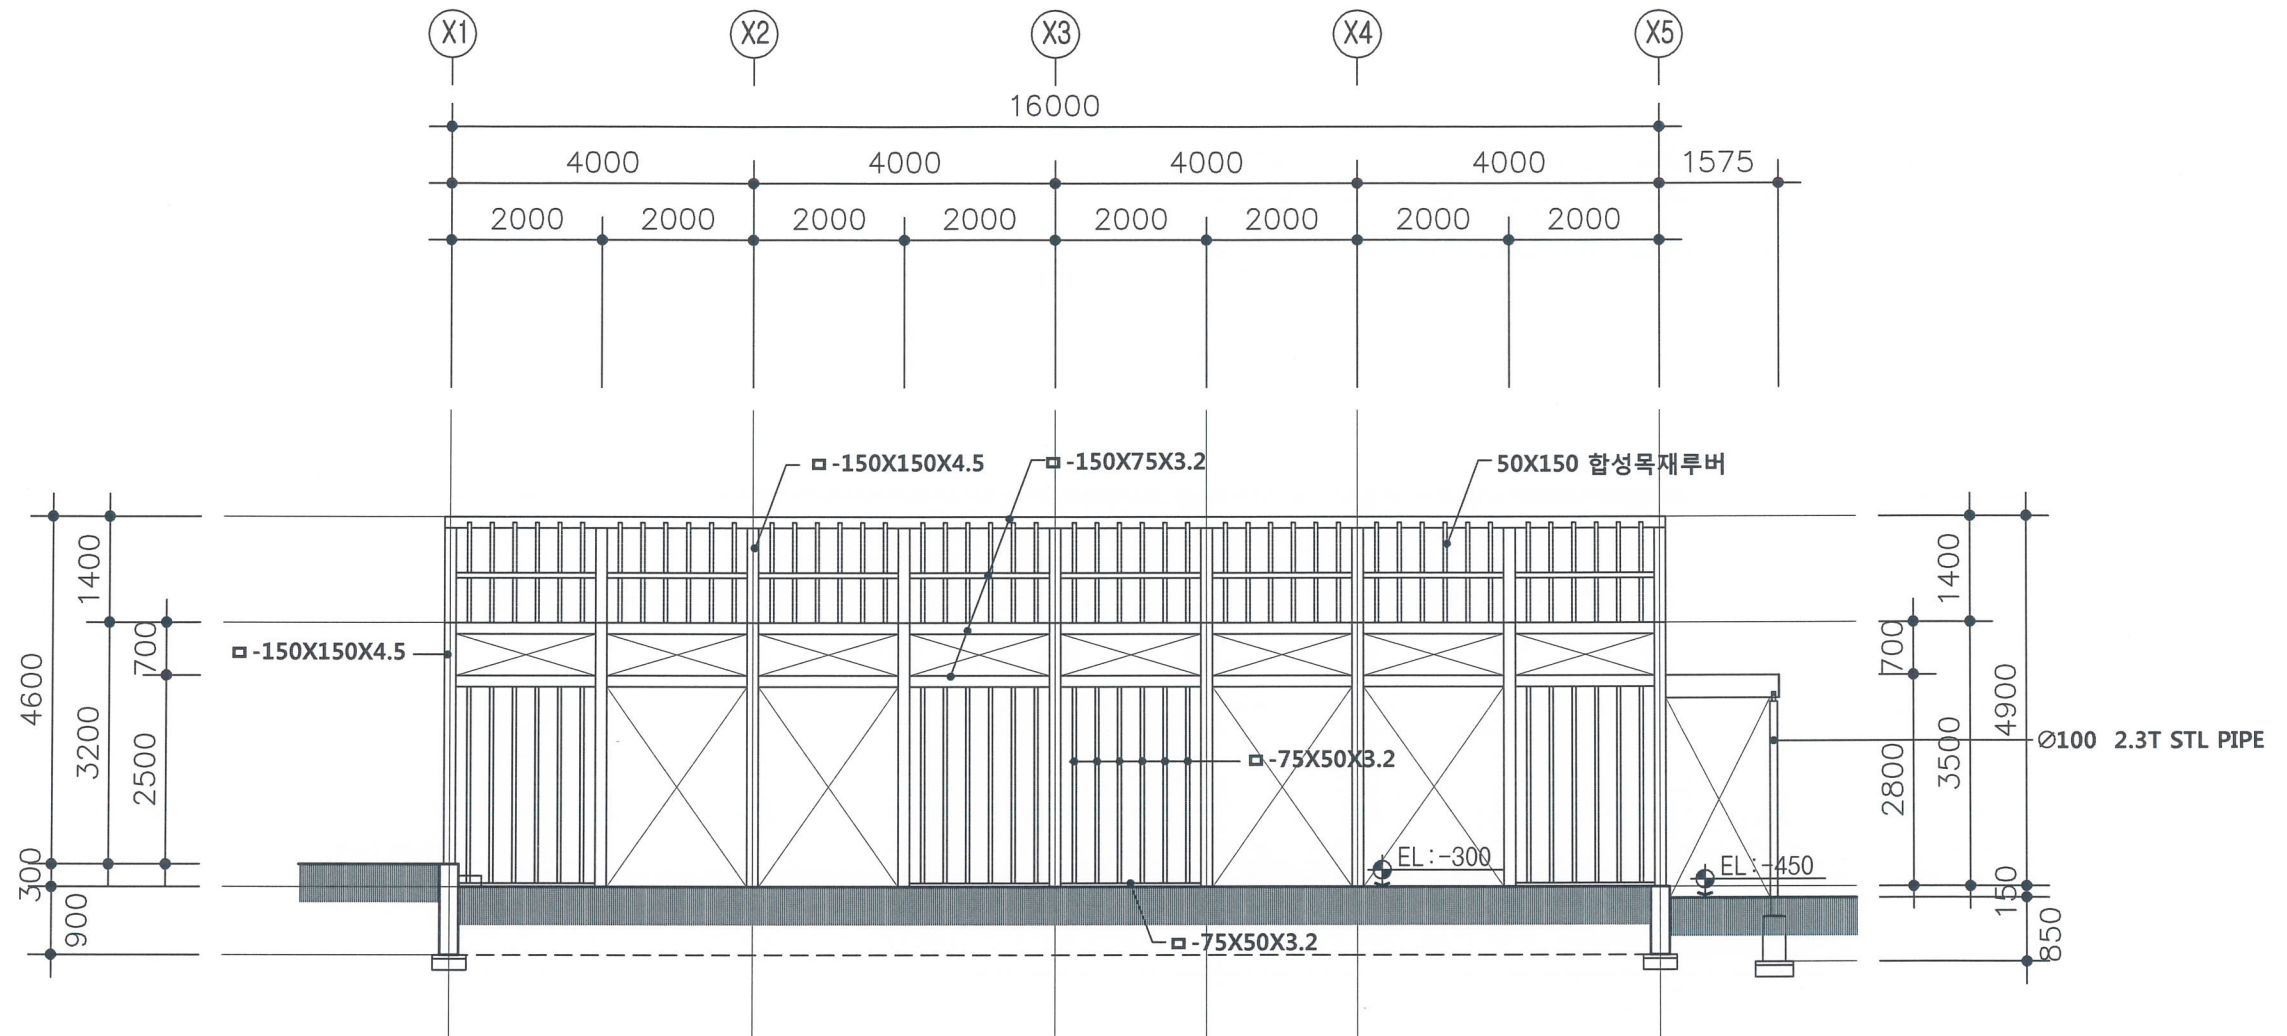 X1 X2 X3 X4 X5
16000
4000 4000 4000 4000 1575
2000 2000 2000 2000 2000 2000 2000 2000
-150X150X4.5
-150X75X3.2
50X150 합성목재루버
-150X150X4.5
1400
700
4600
3200
2500
300
900
-75X50X3.2
EL:-300
EL:-450
-75X50X3.2
1400
700
4900
3500
2800
150
850
Ø100 2.3T STL PIPE